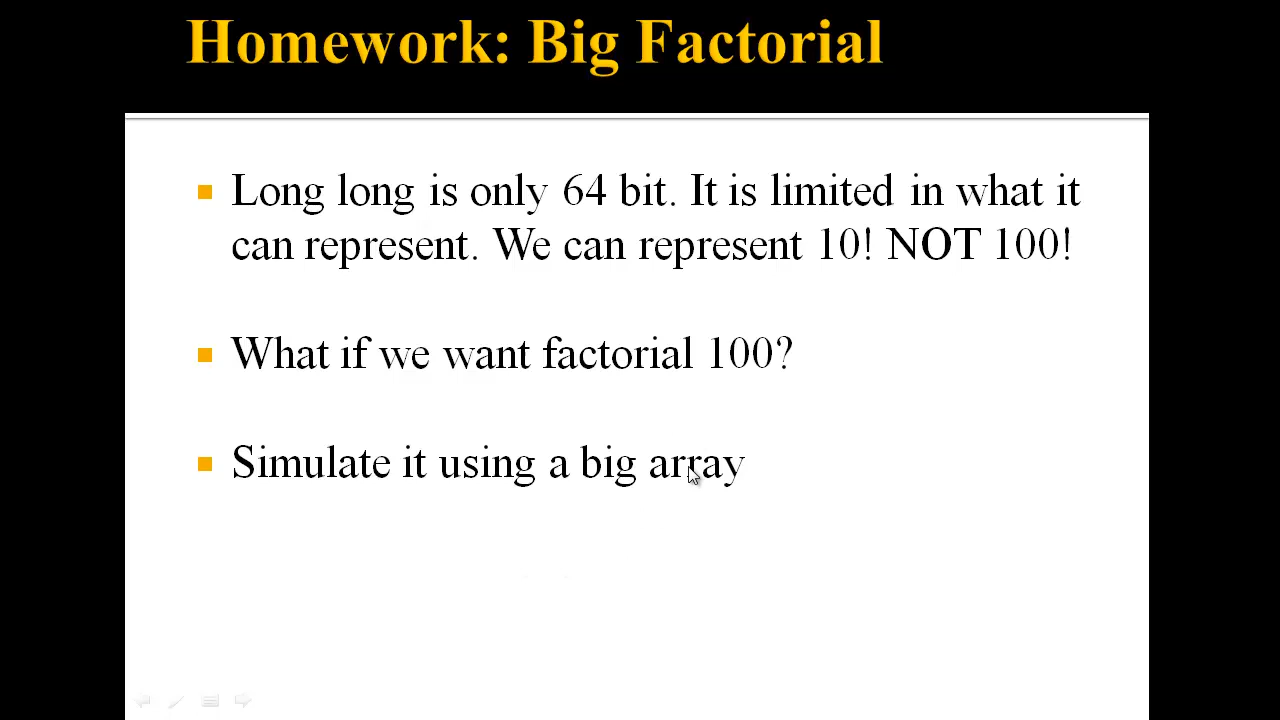 Homework: Big Factorial
Long long is only 64 bit. It is limited in what it
can represent. We can represent 10! NOT 100!
What if we want factorial 100?
Simulate it using a big array